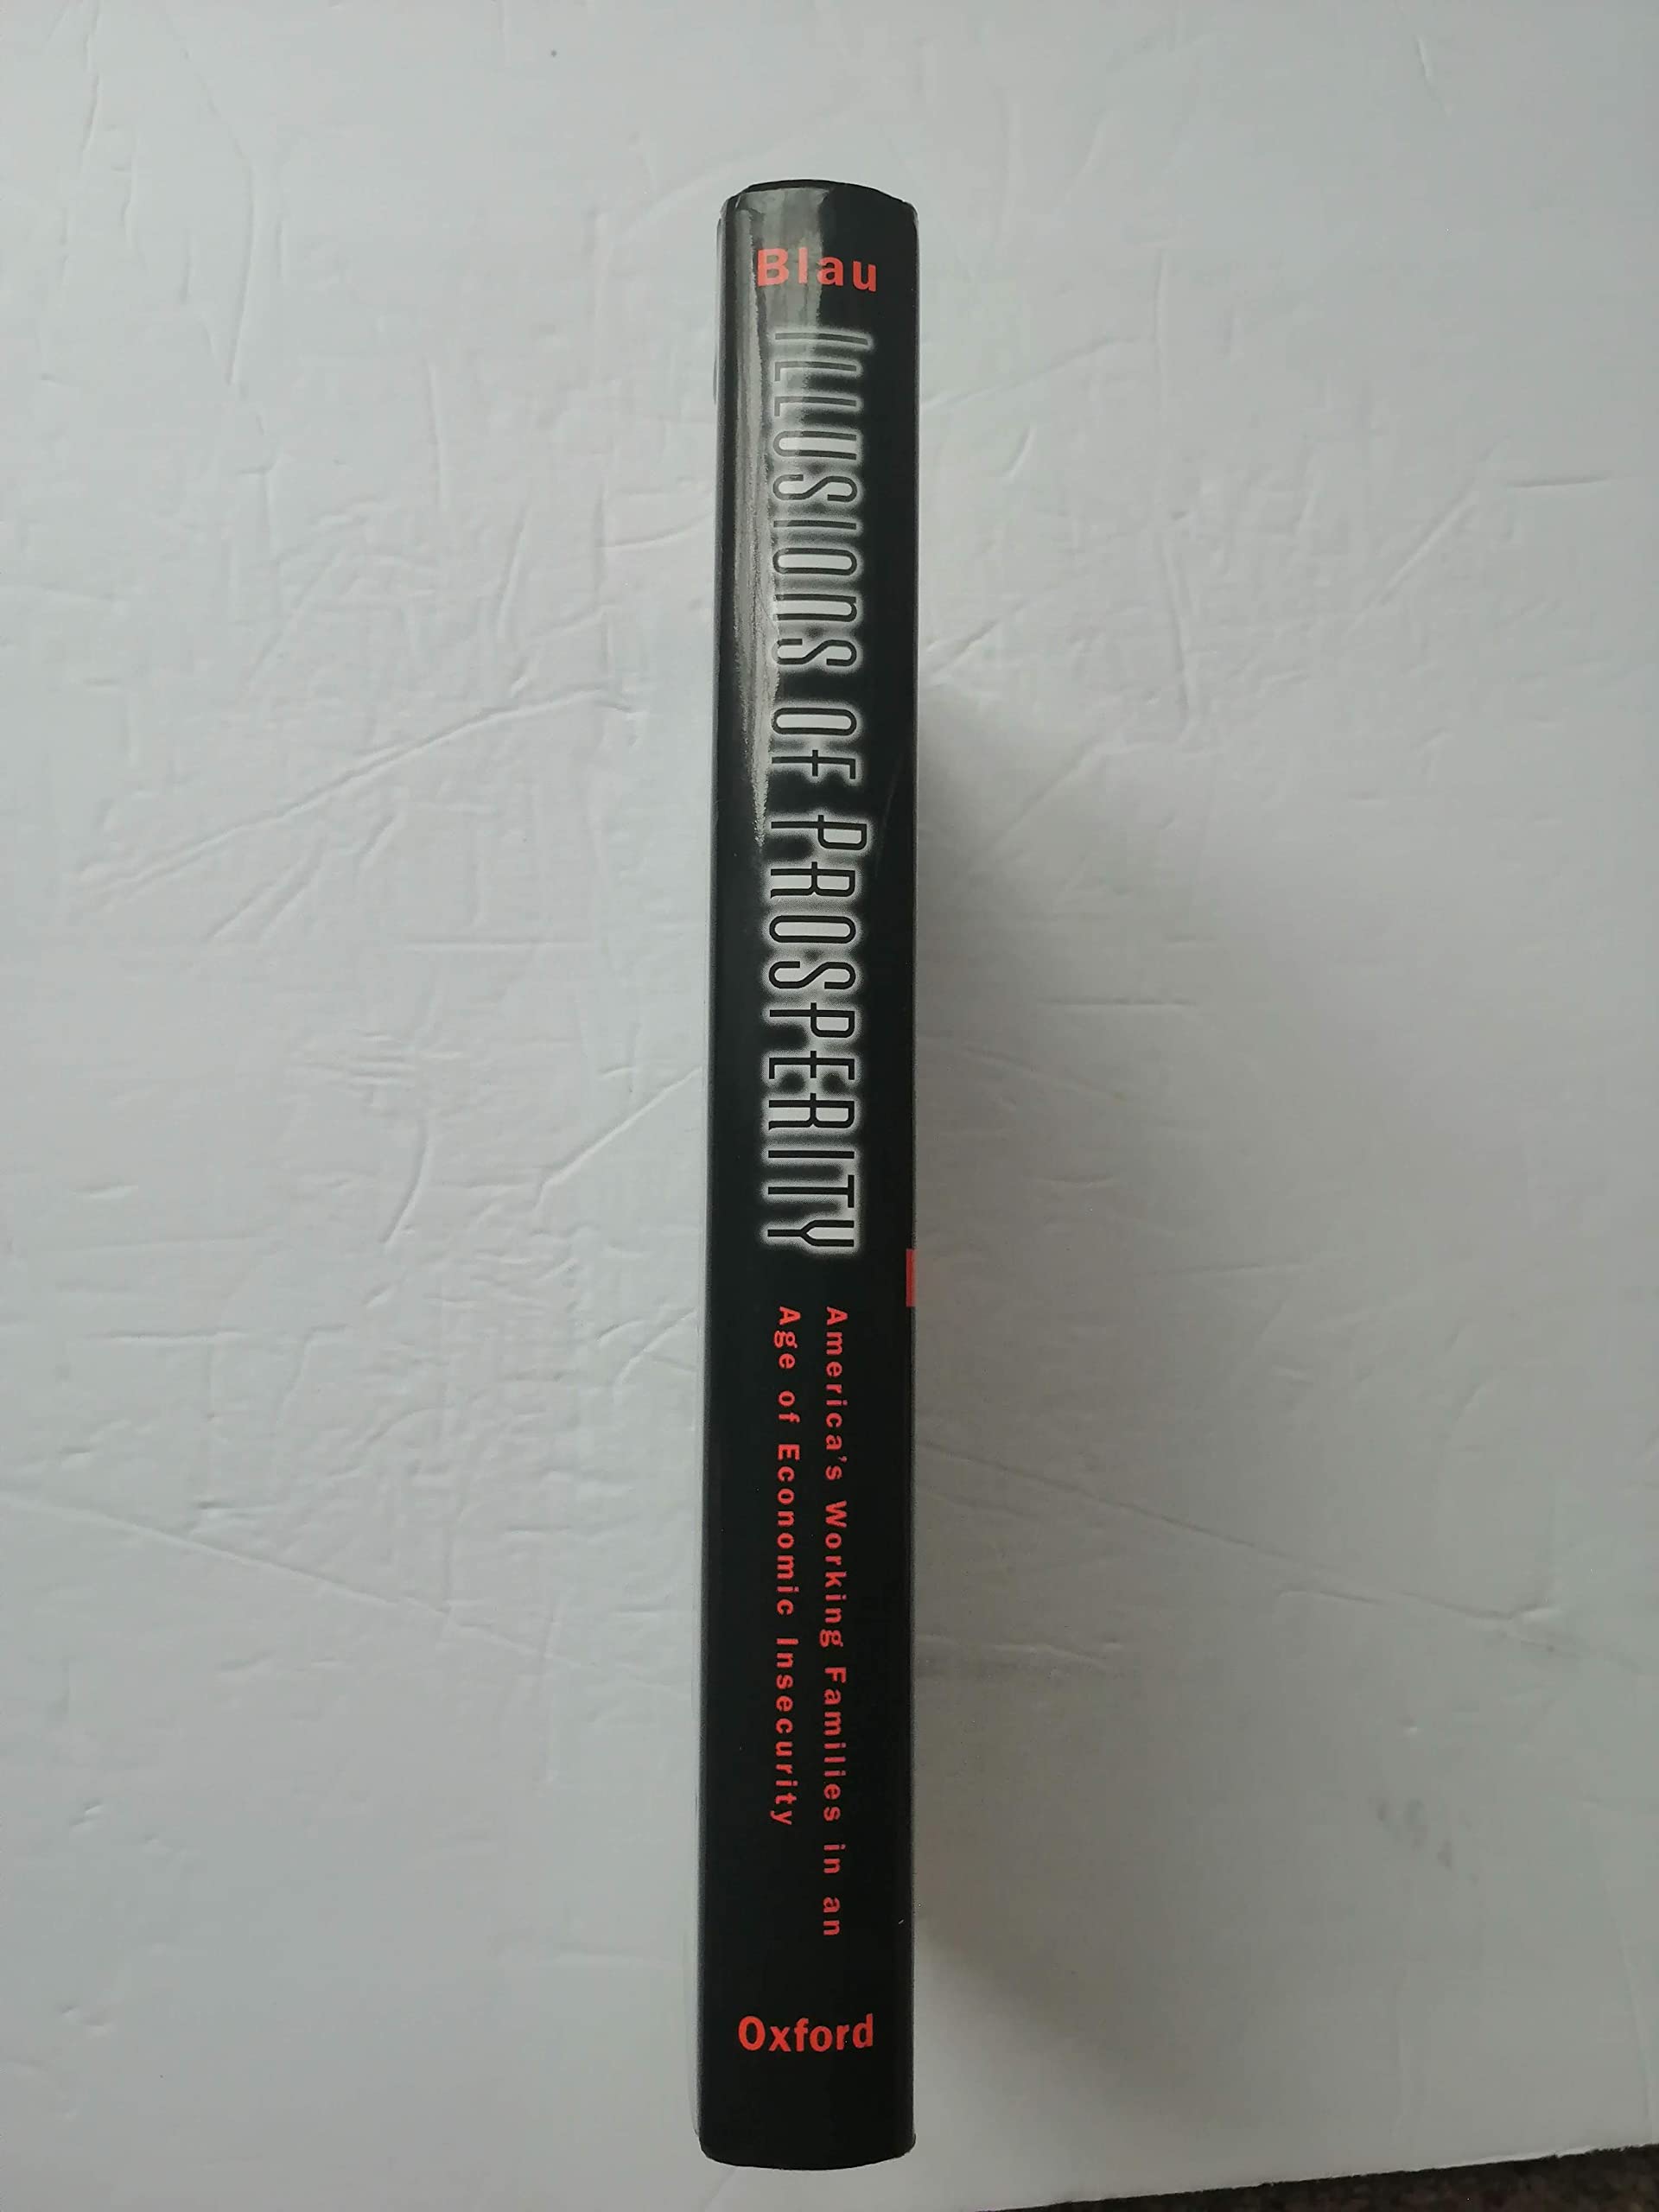 Blau
ILLUSIONS OF PROSPERITY
America's Working Families in an
Age of Economic Insecurity
Oxford